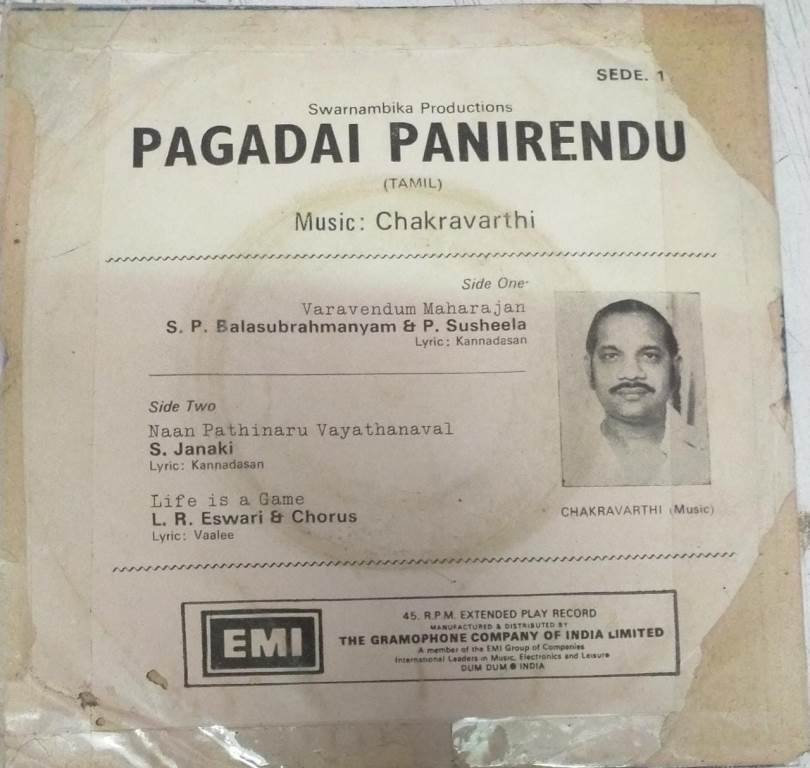 SEDE. 1
Swarnambika Productions
PAGADAI PANIRENDU
(TAMIL)
Music: Chakravarthi
Side One
Varavendum Maharajan
S. P. Balasubrahmanyam & P. Susheela
Lyric: Kannadasan
Side Two
Naan Pathinaru Vayathanaval
S. Janaki
Lyric: Kannadasan
Life is a Game
L. R. Eswari & Chorus
Lyric: Vaalee
CHAKRAVARTHI (Music)
EMI
45. R.P.M. EXTENDED PLAY RECORD
MANUFACTURED & DISTRIBUTED BY
THE GRAMOPHONE COMPANY OF INDIA LIMITED
A member of the EMI Group of Companies
International Leaders in Music, Electronics and Leisure
DUM DUM ● INDIA